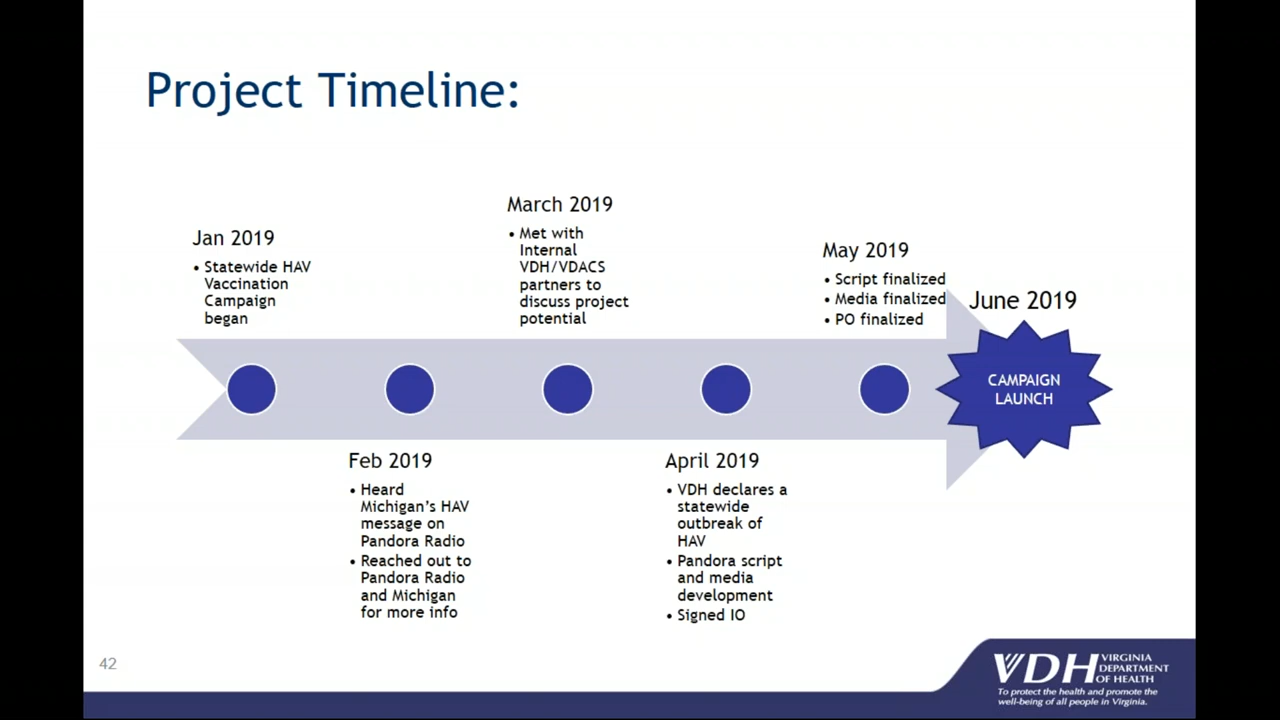 Project Timeline:
Jan 2019
• Statewide HAV
Vaccination
Campaign
began
Feb 2019
• Heard
Michigan’s HAV
message on
Pandora Radio
• Reached out to
Pandora Radio
and Michigan
for more info
March 2019
• Met with
Internal
VDH/VDACS
partners to
discuss project
potential
April 2019
• VDH declares a
statewide
outbreak of
HAV
• Pandora script
and media
development
• Signed IO
May 2019
• Script finalized
• Media finalized
• PO finalized
June 2019
CAMPAIGN
LAUNCH
42
VDH VIRGINIA
DEPARTMENT
OF HEALTH
To protect the health and promote the
well-being of all people in Virginia.